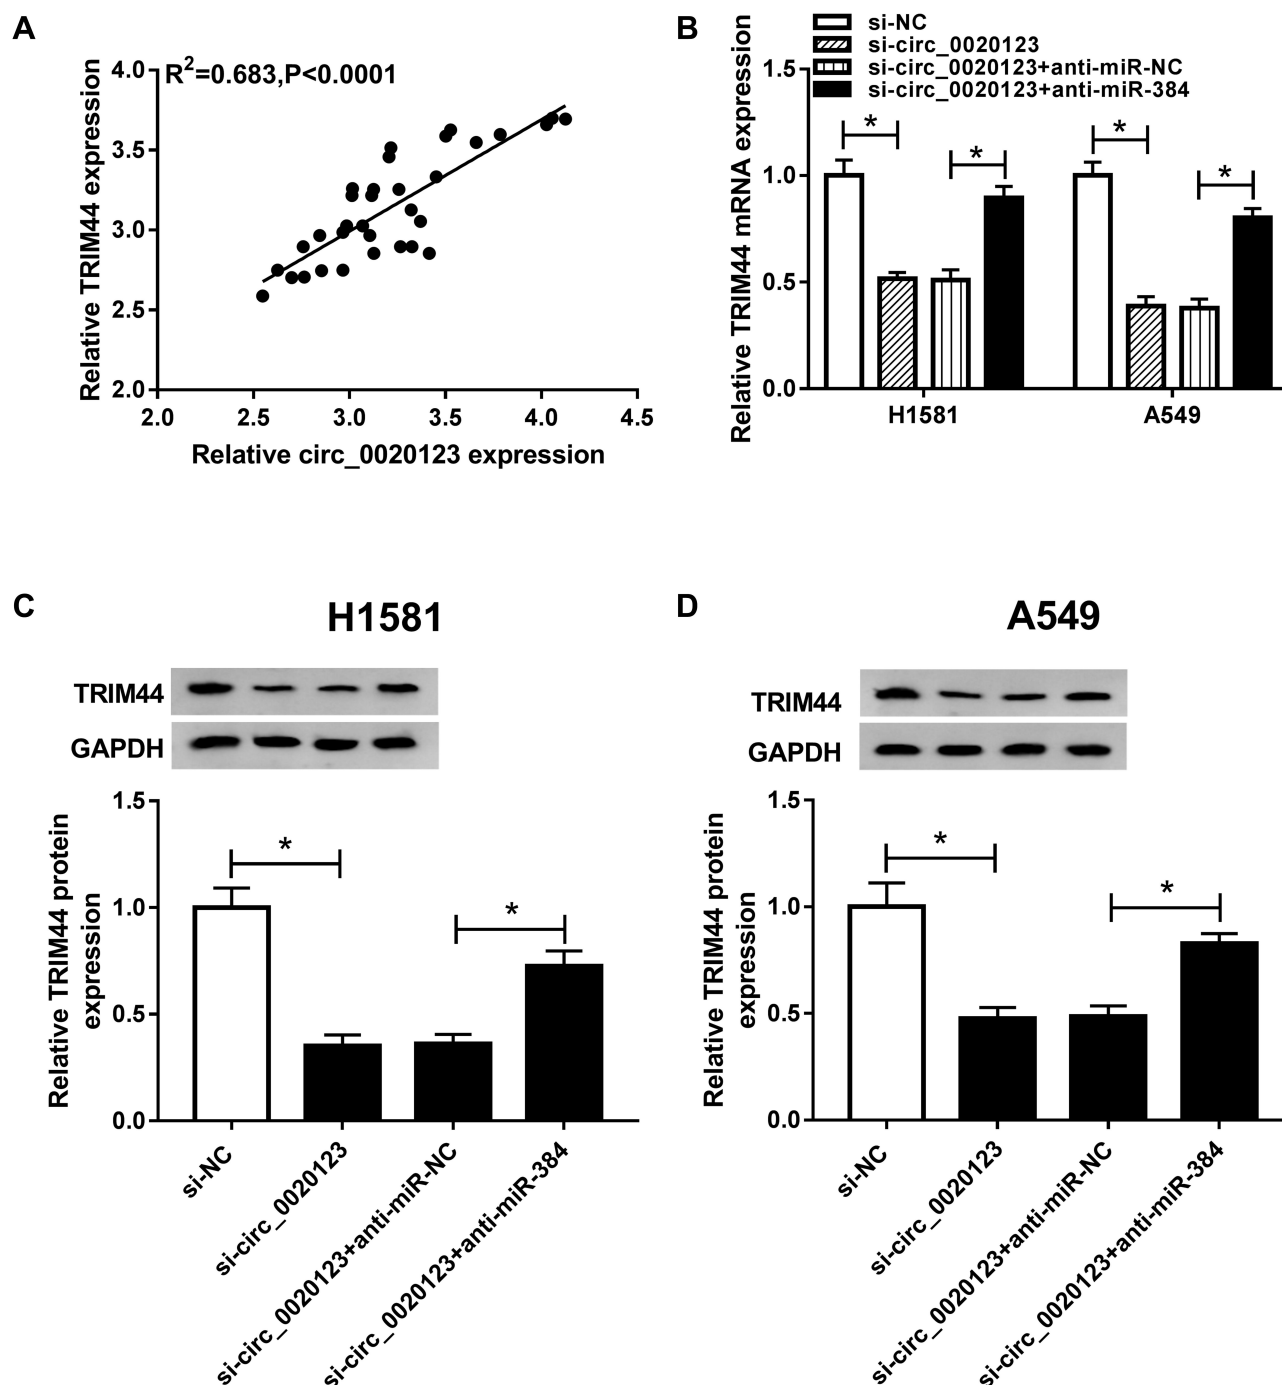 A
R2=0.683,P<0.0001
Relative TRIM44 expression
4.0
3.5
3.0
2.5
2.0
2.0 2.5 3.0 3.5 4.0 4.5
Relative circ_0020123 expression
B
si-NC
si-circ_0020123
si-circ_0020123+anti-miR-NC
si-circ_0020123+anti-miR-384
Relative TRIM44 mRNA expression
1.5
1.0
0.5
0.0
* * * *
H1581 A549
C
H1581
TRIM44
GAPDH
Relative TRIM44 protein
expression
1.5
1.0
0.5
0.0
* *
si-NC
si-circ_0020123
si-circ_0020123+anti-miR-NC
si-circ_0020123+anti-miR-384
D
A549
TRIM44
GAPDH
Relative TRIM44 protein
expression
1.5
1.0
0.5
0.0
* *
si-NC
si-circ_0020123
si-circ_0020123+anti-miR-NC
si-circ_0020123+anti-miR-384